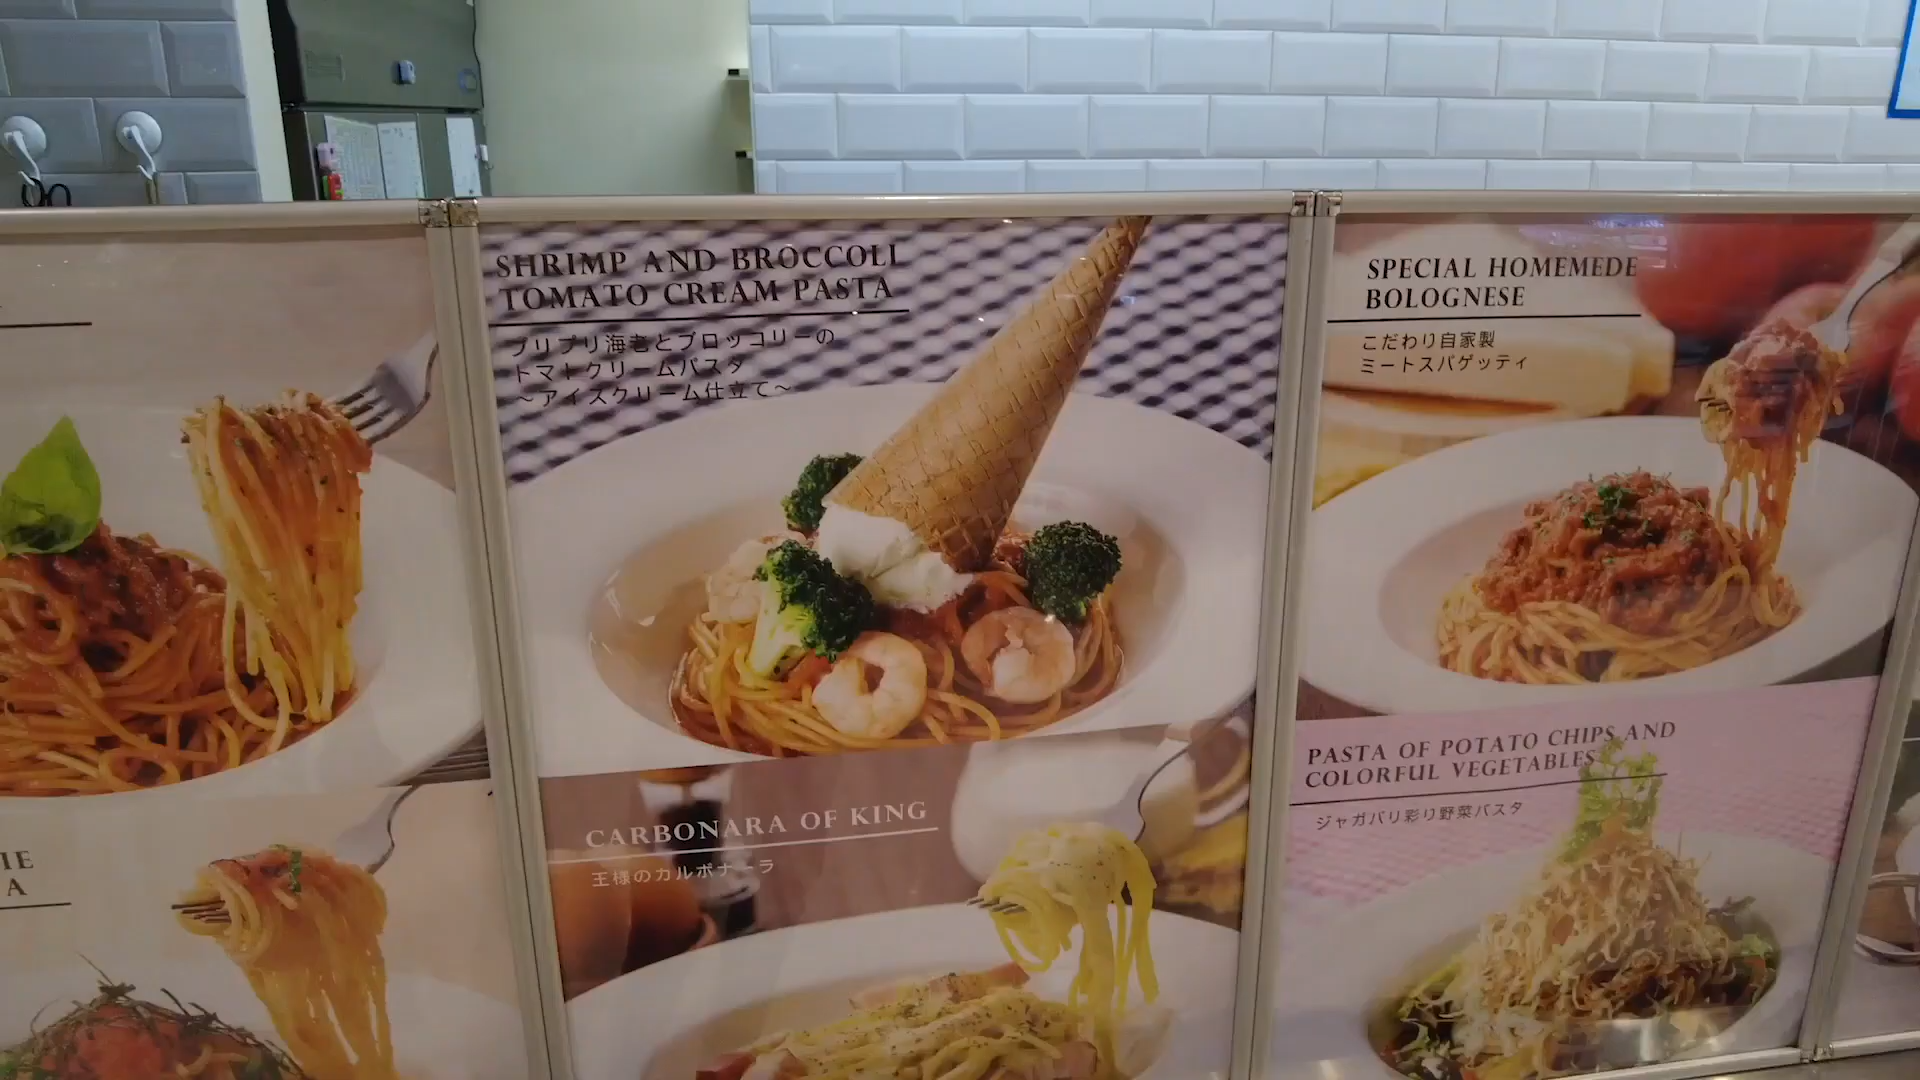 SHRIMP AND BROCCOLI
TOMATO CREAM PASTA
プリプリ海老とブロッコリーの
トマトクリームパスタ
～アイスクリーム仕立て～
SPECIAL HOMEMEDE
BOLOGNESE
こだわり自家製
ミートスパゲッティ
CARBONARA OF KING
王様のカルボナーラ
PASTA OF POTATO CHIPS AND
COLORFUL VEGETABLES
ジャガバリ彩り野菜パスタ
IE
A